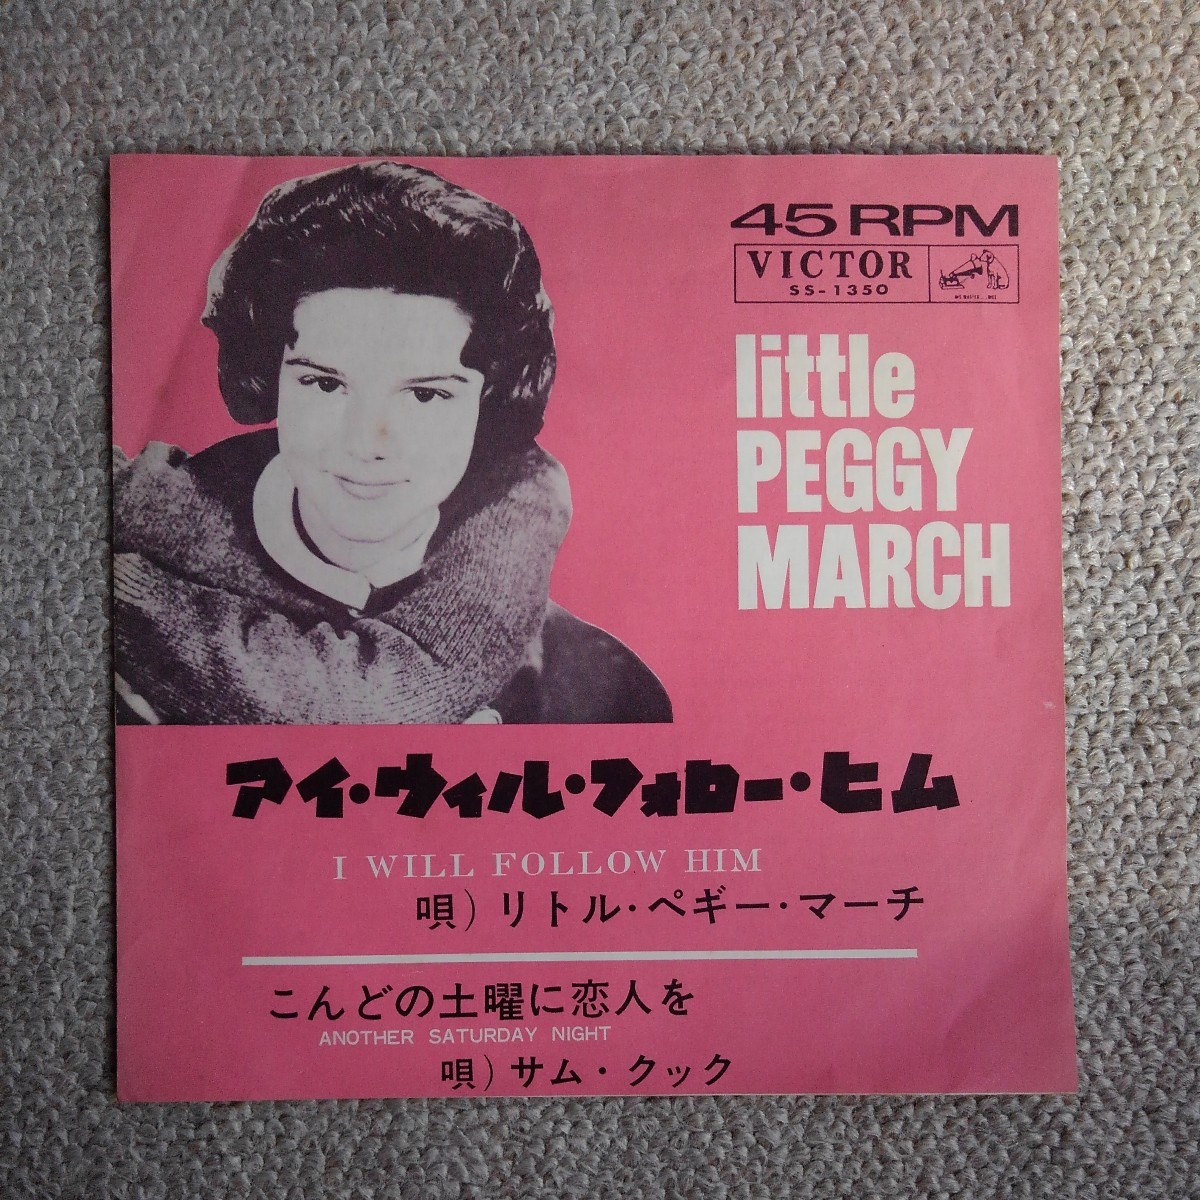 45RPM
VICTOR
SS-1350
little
PEGGY
MARCH
アイ・ウィル・フォロー・ヒム
I WILL FOLLOW HIM
唄)リトル・ペギー・マーチ
こんどの土曜に恋人を
ANOTHER SATURDAY NIGHT
唄)サム・クック